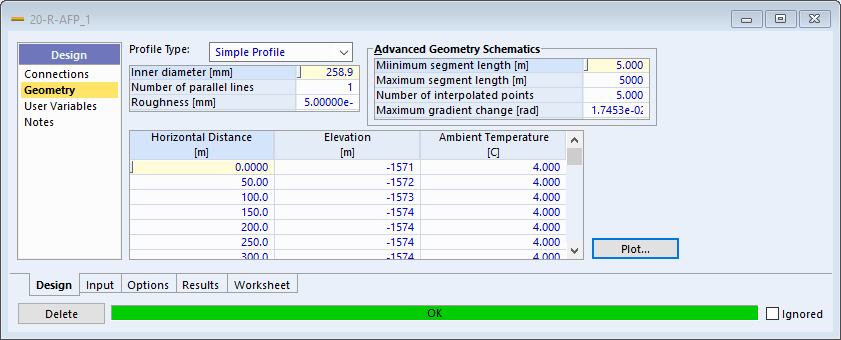 20-R-AFP_1
Design
Connections
Geometry
User Variables
Notes
Profile Type: Simple Profile
Inner diameter [mm] 258.9
Number of parallel lines 1
Roughness [mm] 5.00000e-
Advanced Geometry Schematics
Miinimum segment length [m] 5.000
Maximum segment length [m] 5000
Number of interpolated points 5.000
Maximum gradient change [rad] 1.7453e-02
Horizontal Distance Elevation Ambient Temperature
[m] [m] [C]
0.0000 -1571 4.000
50.00 -1572 4.000
100.0 -1573 4.000
150.0 -1574 4.000
200.0 -1574 4.000
250.0 -1574 4.000
300.0 -1574 4.000
Plot...
Design Input Options Results Worksheet
Delete OK Ignored